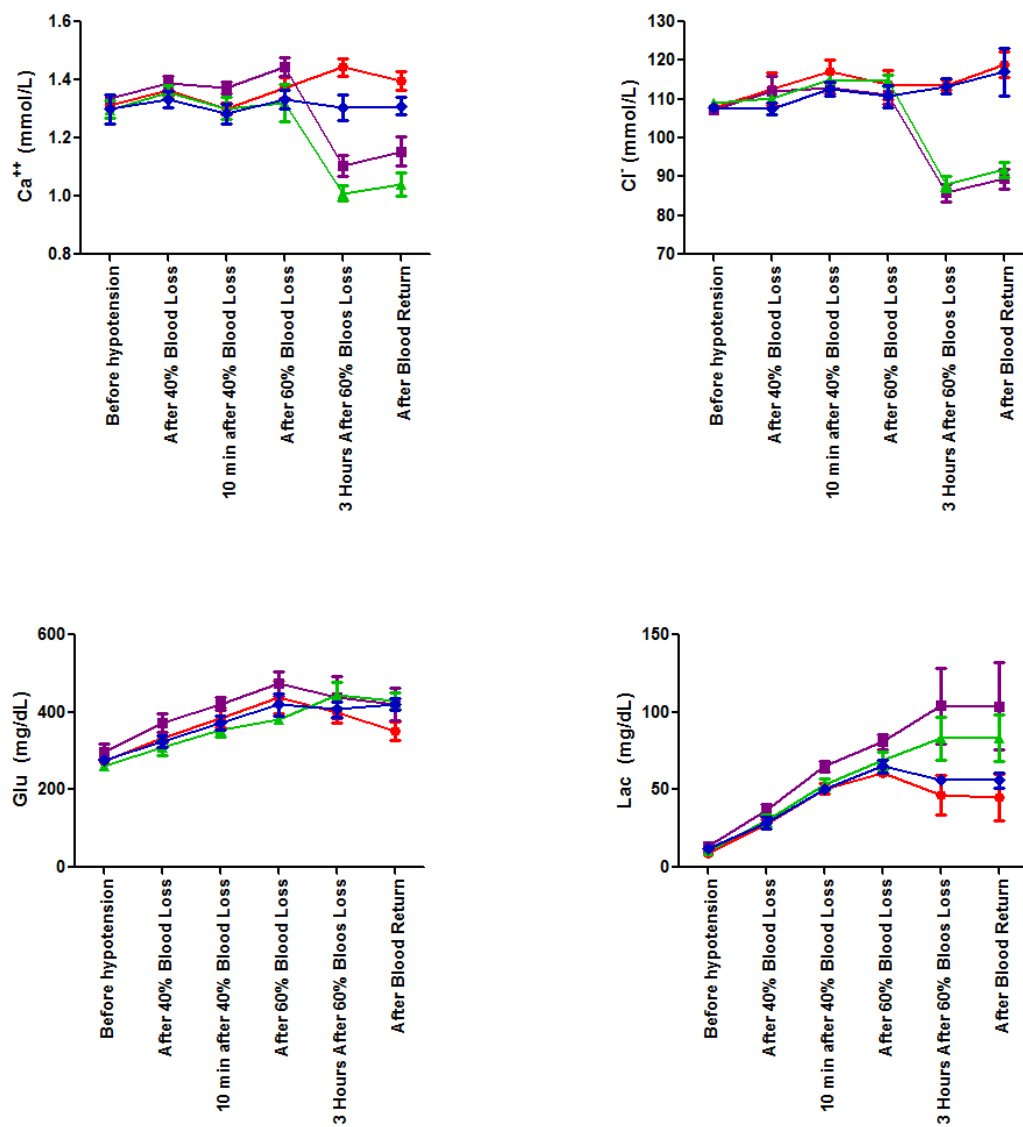 Ca++ (mmol/L)
1.6
1.4
1.2
1.0
0.8
Before hypotension
After 40% Blood Loss
10 min after 40% Blood Loss
After 60% Blood Loss
3 Hours After 60% Bloos Loss
After Blood Return
Cl- (mmol/L)
130
120
110
100
90
80
70
Before hypotension
After 40% Blood Loss
10 min after 40% Blood Loss
After 60% Blood Loss
3 Hours After 60% Bloos Loss
After Blood Return
Glu (mg/dL)
600
400
200
0
Before hypotension
After 40% Blood Loss
10 min after 40% Blood Loss
After 60% Blood Loss
3 Hours After 60% Bloos Loss
After Blood Return
Lac (mg/dL)
150
100
50
0
Before hypotension
After 40% Blood Loss
10 min after 40% Blood Loss
After 60% Blood Loss
3 Hours After 60% Bloos Loss
After Blood Return